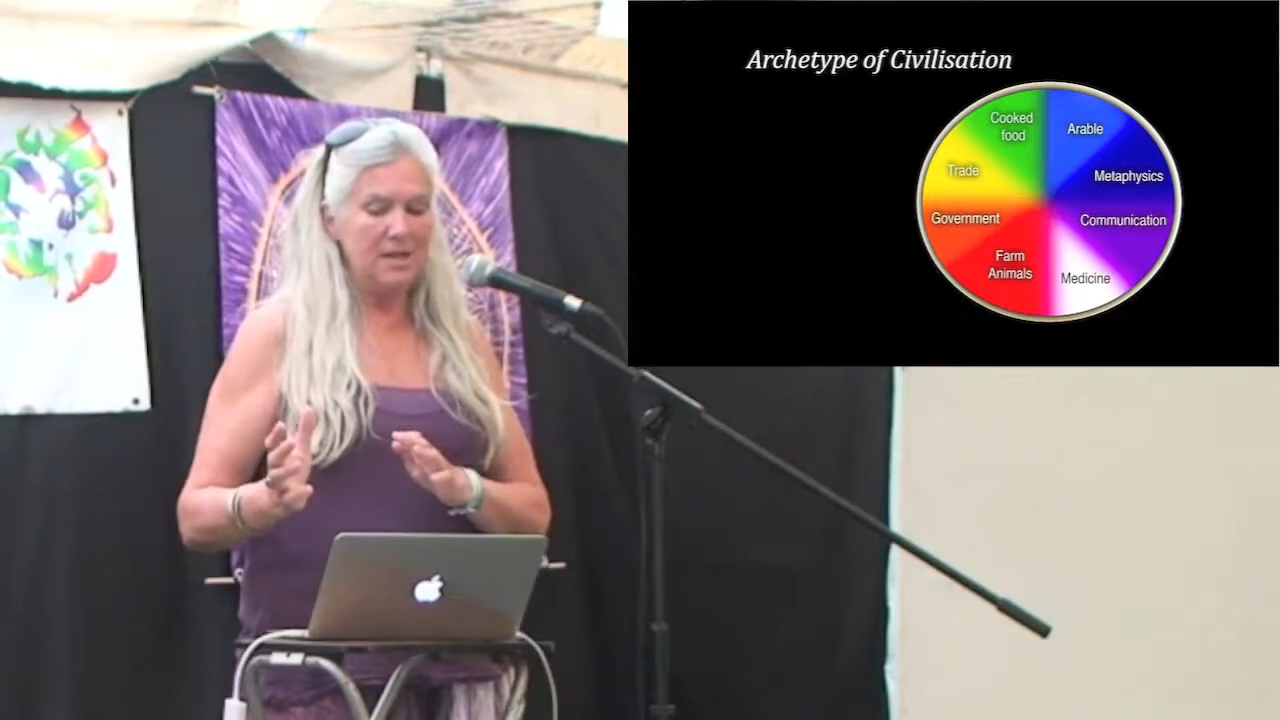 Archetype of Civilisation
Cooked
food
Arable
Trade
Metaphysics
Government
Communication
Farm
Animals
Medicine